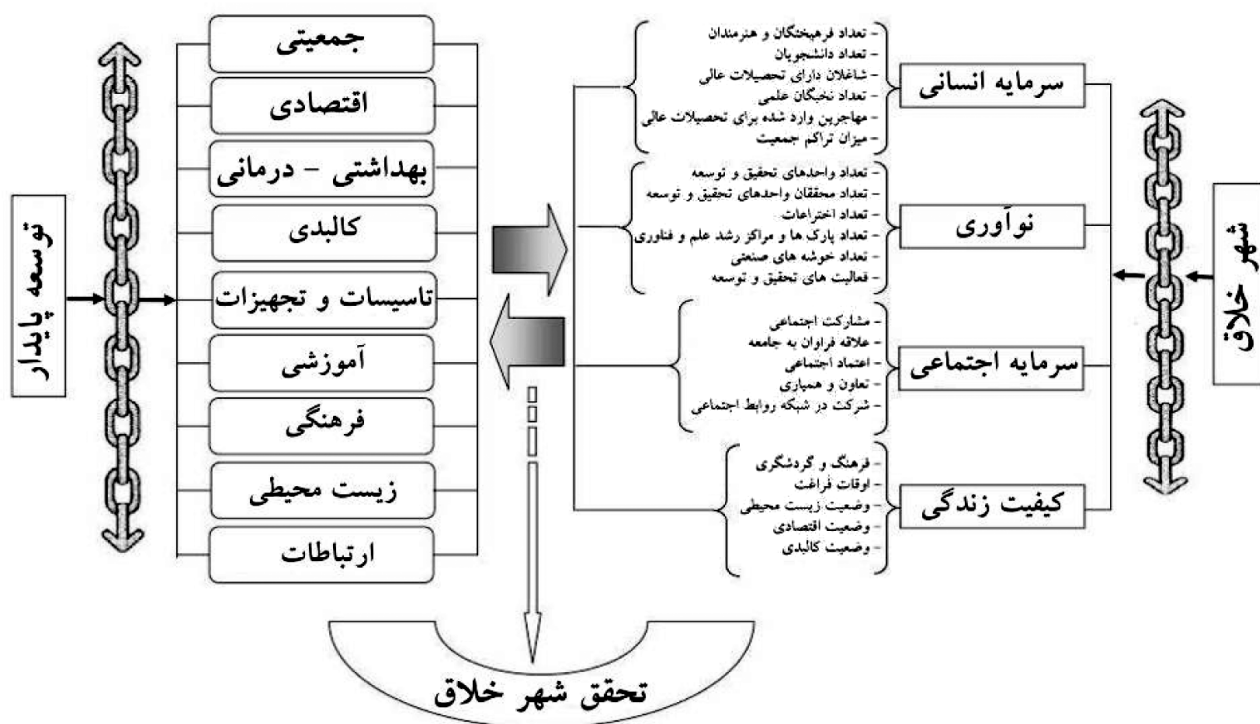 شهر خلاق
سرمایه انسانی
- تعداد فرهیختگان و هنرمندان
- تعداد دانشجویان
- شاغلان دارای تحصیلات عالی
- تعداد نخبگان علمی
- مهاجرین وارد شده برای تحصیلات عالی
- میزان تراکم جمعیت
نوآوری
- تعداد واحدهای تحقیق و توسعه
- تعداد محققان واحدهای تحقیق و توسعه
- تعداد اختراعات
- تعداد پارک ها و مراکز رشد علم و فناوری
- تعداد خوشه های صنعتی
- فعالیت های تحقیق و توسعه
سرمایه اجتماعی
- مشارکت اجتماعی
- علاقه فراوان به جامعه
- اعتماد اجتماعی
- تعاون و همیاری
- شرکت در شبکه روابط اجتماعی
کیفیت زندگی
- فرهنگ و گردشگری
- اوقات فراغت
- وضعیت زیست محیطی
- وضعیت اقتصادی
- وضعیت کالبدی
جمعیتی
اقتصادی
بهداشتی - درمانی
کالبدی
تاسیسات و تجهیزات
آموزشی
فرهنگی
زیست محیطی
ارتباطات
توسعه پایدار
تحقق شهر خلاق